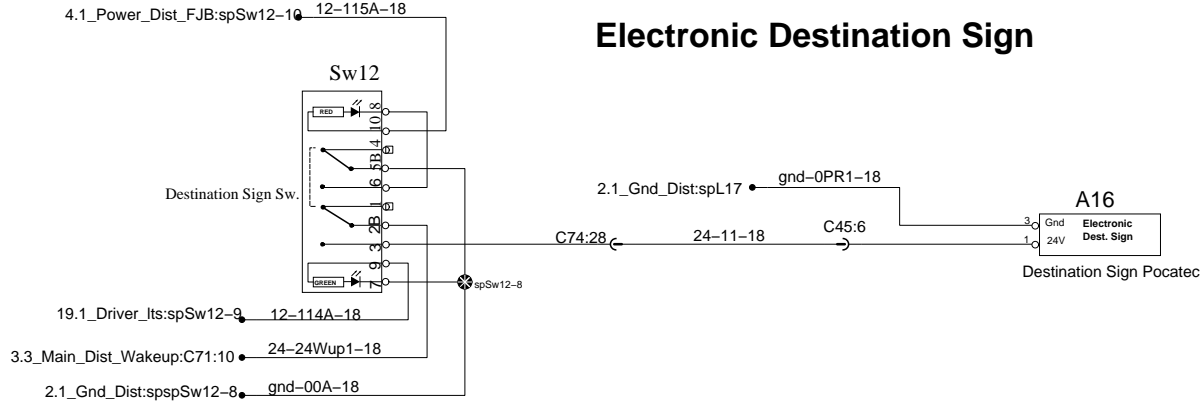 4.1_Power_Dist_FJB:spSw12−10
12−115A−18
Electronic Destination Sign
Sw12
RED
8
10
4
5B
6
1
2B
3
9
7
GREEN
Destination Sign Sw.
2.1_Gnd_Dist:spL17
gnd−0PR1−18
A16
3
Gnd
Electronic
Dest. Sign
1
24V
C74:28
24−11−18
C45:6
Destination Sign Pocatec
spSw12−8
19.1_Driver_lts:spSw12−9
12−114A−18
3.3_Main_Dist_Wakeup:C71:10
24−24Wup1−18
2.1_Gnd_Dist:spspSw12−8
gnd−00A−18